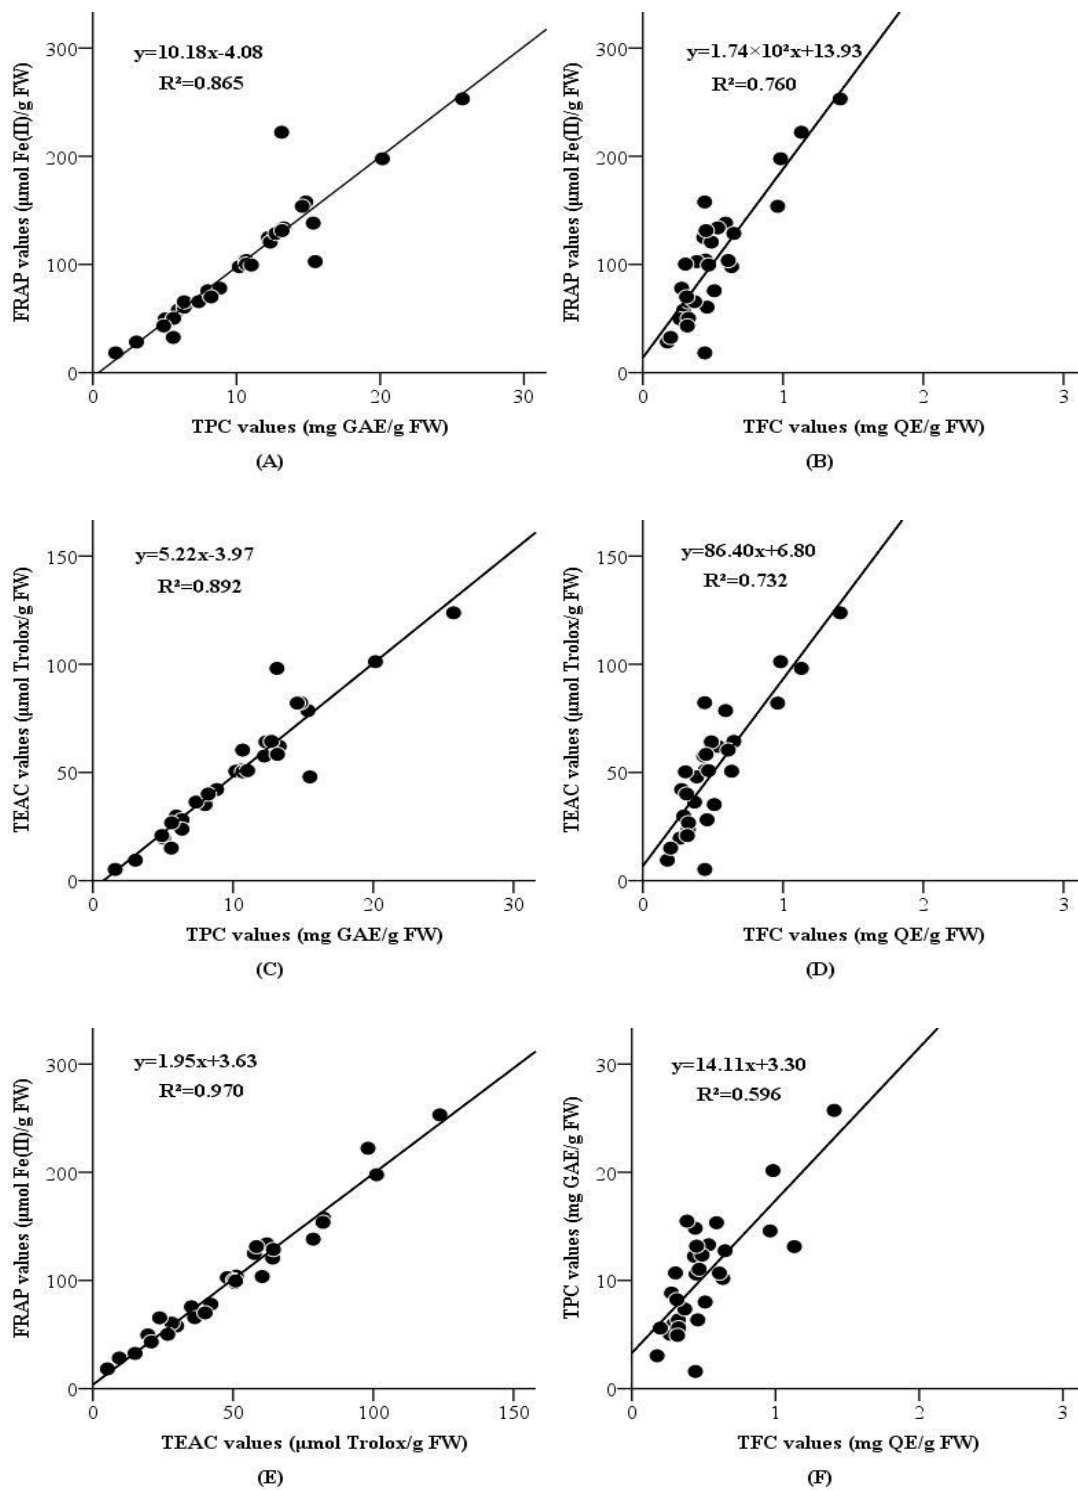 y=10.18x-4.08
R²=0.865
300
200
100
0
FRAP values (µmol Fe(II)/g FW)
0 10 20 30
TPC values (mg GAE/g FW)
(A)
y=1.74×10²x+13.93
R²=0.760
300
200
100
0
FRAP values (µmol Fe(II)/g FW)
0 1 2 3
TFC values (mg QE/g FW)
(B)
y=5.22x-3.97
R²=0.892
150
100
50
0
TEAC values (µmol Trolox/g FW)
0 10 20 30
TPC values (mg GAE/g FW)
(C)
y=86.40x+6.80
R²=0.732
150
100
50
0
TEAC values (µmol Trolox/g FW)
0 1 2 3
TFC values (mg QE/g FW)
(D)
y=1.95x+3.63
R²=0.970
300
200
100
0
FRAP values (µmol Fe(II)/g FW)
0 50 100 150
TEAC values (µmol Trolox/g FW)
(E)
y=14.11x+3.30
R²=0.596
30
20
10
0
TPC values (mg GAE/g FW)
0 1 2 3
TFC values (mg QE/g FW)
(F)